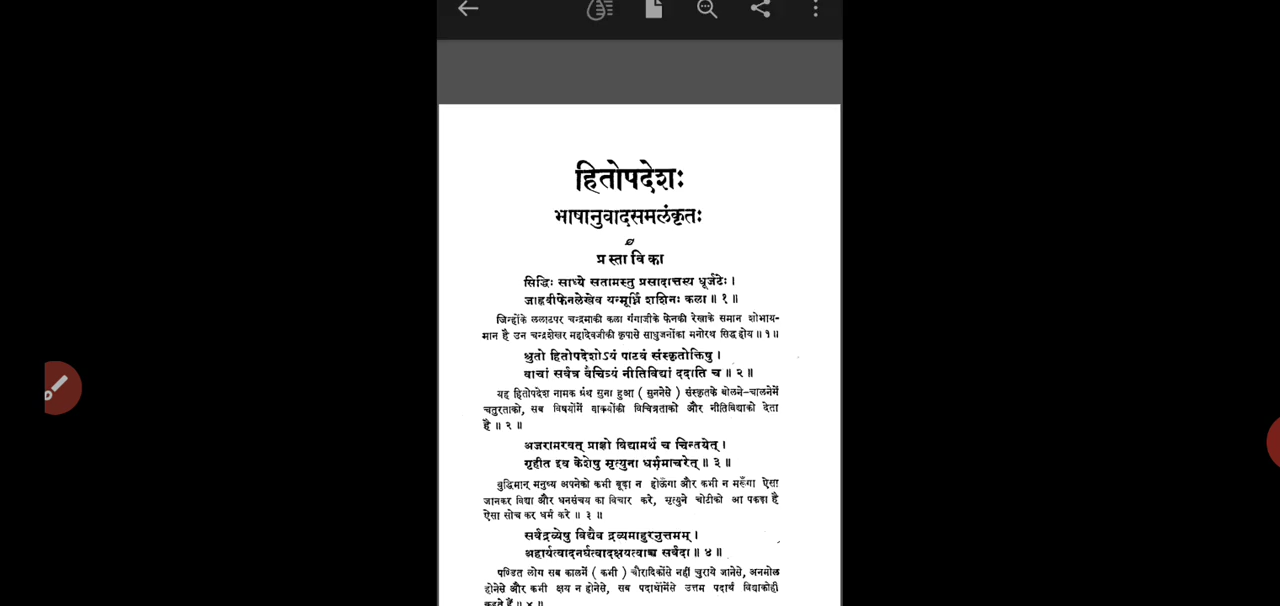 हितोपदेशः
भाषानुवादसमलंकृतः
प्रस्ताविका
सिद्धिः साध्ये सतामस्तु प्रसादात्तस्य धूर्जटेः ।
जाह्नवीफेनलेखेव यन्मूर्ध्नि शशिनः कला ॥ १ ॥
जिन्होंके ललाटपर चन्द्रमाकी कला गंगाजीके फेनकी रेखाके समान शोभाय-
मान है उन चन्द्रशेखर महादेवजीकी कृपासे साधुजनोंका मनोरथ सिद्ध होय ॥ १ ॥
श्रुतो हितोपदेशोऽयं पाटवं संस्कृतोक्तिषु ।
वाचां सर्वत्र वैचित्र्यं नीतिविद्यां ददाति च ॥ २ ॥
यह हितोपदेश नामक ग्रंथ सुना हुआ ( सुननेसे ) संस्कृतके बोलने-चालनेमें
चतुरताको, सब विषयोंमें वाक्योंकी विचित्रताको और नीतिविद्याको देता
है ॥ २ ॥
अजरामरवत् प्राज्ञो विद्यामर्थं च चिन्तयेत् ।
गृहीत इव केशेषु मृत्युना धर्ममाचरेत् ॥ ३ ॥
बुद्धिमान् मनुष्य अपनेको कभी बूढ़ा न होऊँगा और कभी न मरूँगा ऐसा
जानकर विद्या और धनसंचय का विचार करे, मृत्युने चोटीको आ पकड़ा है
ऐसा सोच कर धर्म करे ॥ ३ ॥
सर्वद्रव्येषु विद्यैव द्रव्यमाहुरनुत्तमम् ।
अहार्यत्वादनर्घत्वादक्षयत्वाच्च सर्वदा ॥ ४ ॥
पण्डित लोग सब कालमें ( कभी ) चौरादिकोंसे नहीं चुराये जानेसे, अनमोल
होनेसे और कभी क्षय न होनेसे, सब पदार्थोंमेंसे उत्तम पदार्थ विद्याकोही
कहते हैं ॥ ४ ॥